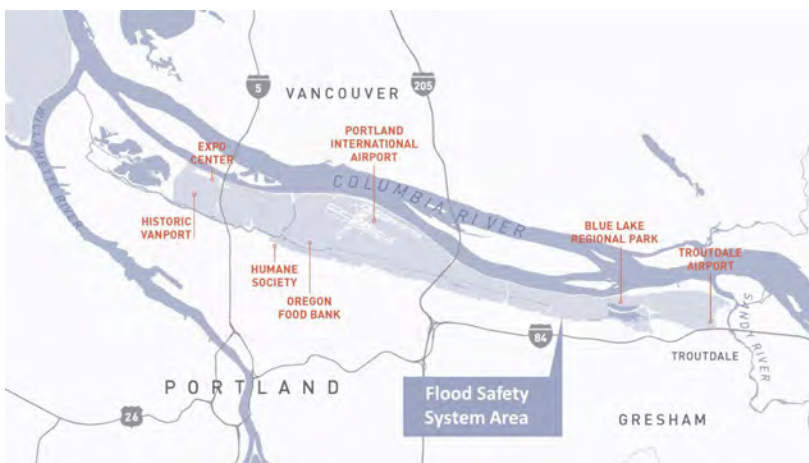 5
205
VANCOUVER
WILLAMETTE RIVER
EXPO
CENTER
PORTLAND
INTERNATIONAL
AIRPORT
COLUMBIA RIVER
HISTORIC
VANPORT
HUMANE
SOCIETY
OREGON
FOOD BANK
BLUE LAKE
REGIONAL PARK
TROUTDALE
AIRPORT
SANDY RIVER
84
TROUTDALE
PORTLAND
Flood Safety
System Area
26
GRESHAM